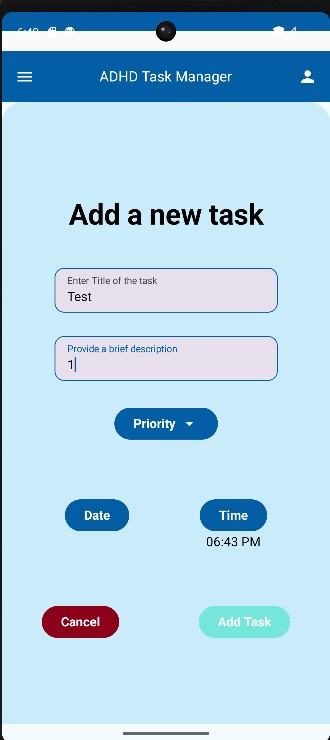 ADHD Task Manager
Add a new task
Enter Title of the task
Test
Provide a brief description
1
Priority
Date
Time
06:43 PM
Cancel
Add Task